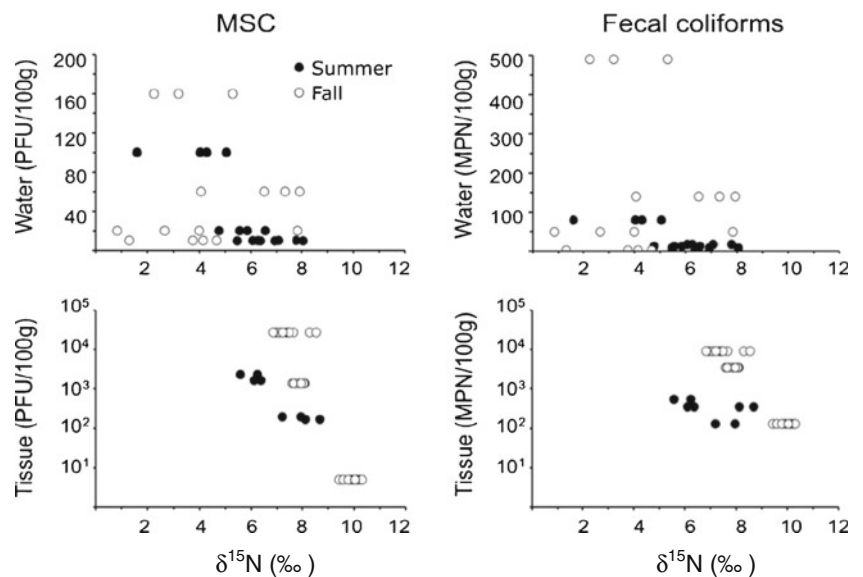 MSC
Fecal coliforms
Water (PFU/100g)
200
160
120
80
40
2 4 6 8 10 12
Summer
Fall
Water (MPN/100g)
500
400
300
200
100
2 4 6 8 10 12
Tissue (PFU/100g)
10⁵
10⁴
10³
10²
10¹
2 4 6 8 10 12
δ¹⁵N (‰)
Tissue (MPN/100g)
10⁵
10⁴
10³
10²
10¹
2 4 6 8 10 12
δ¹⁵N (‰)